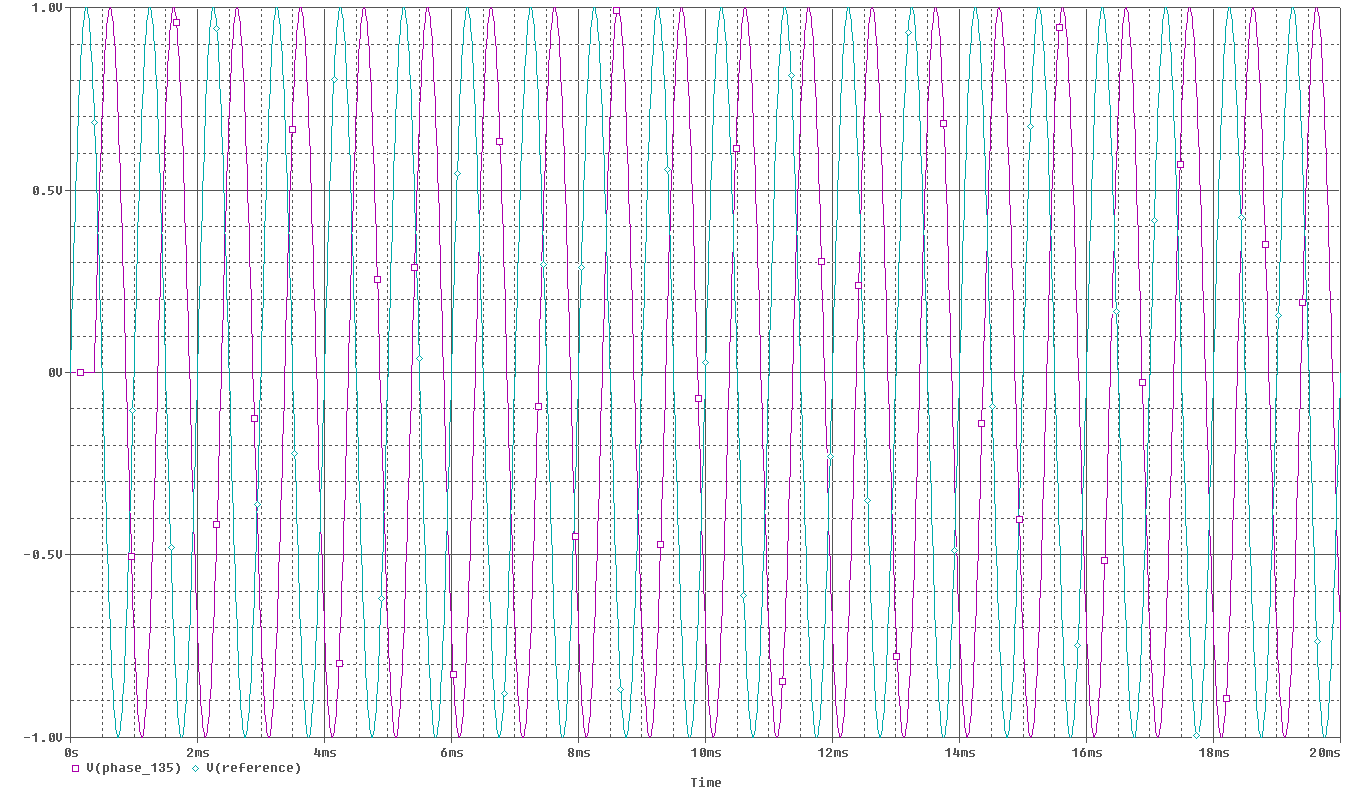 1.0V
0.5V
0V
-0.5V
-1.0V
0s 2ms 4ms 6ms 8ms 10ms 12ms 14ms 16ms 18ms 20ms
V(phase_135) V(reference)
Time